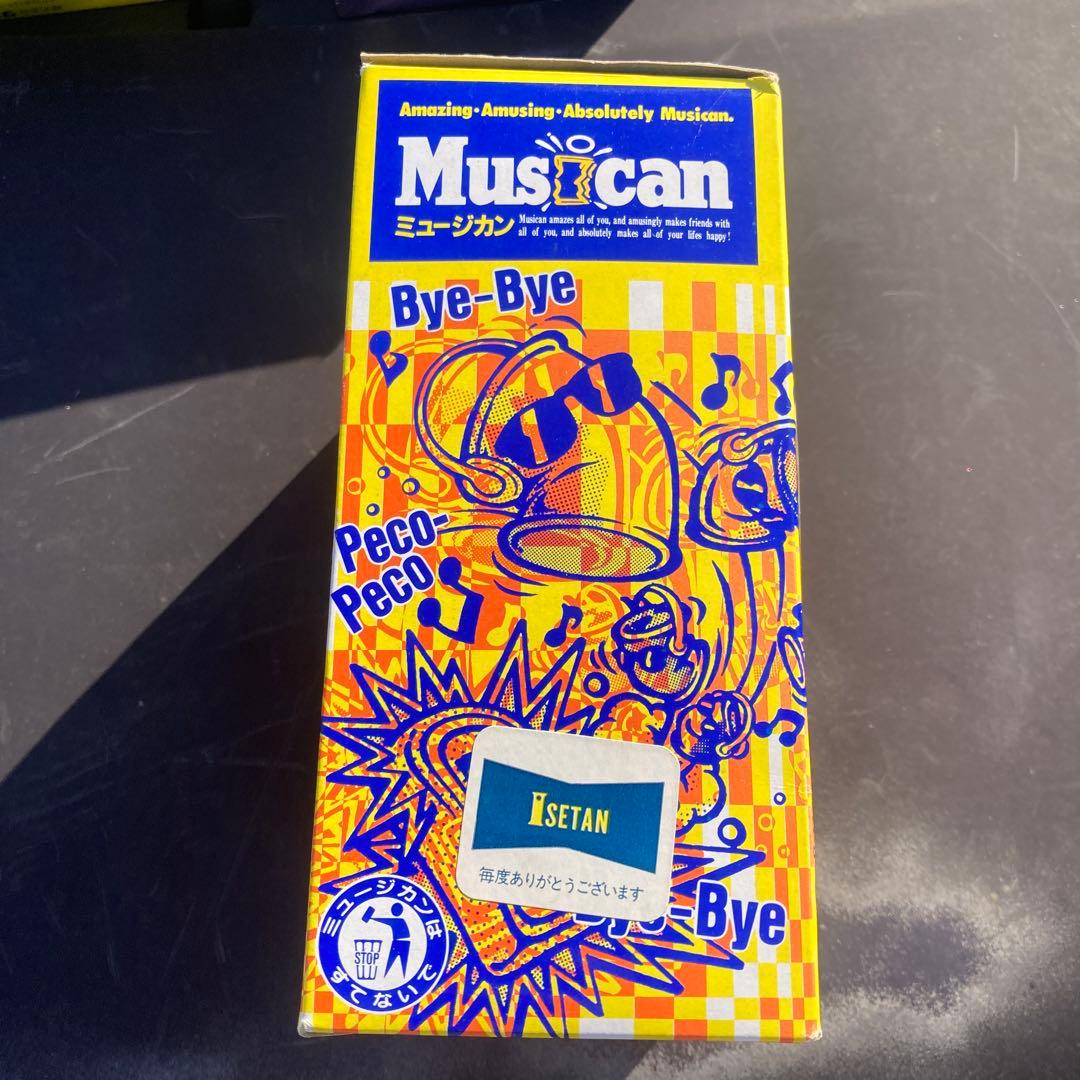 Amazing・Amusing・Absolutely Musican.
Musican
ミュージカン
Musican amazes all of you, and amusingly makes friends with
all of you, and absolutely makes all of your lifes happy!
Bye-Bye
Peco-
Peco
ISETAN
毎度ありがとうございます
Bye-Bye
ミュージカンは
STOP
すてないで